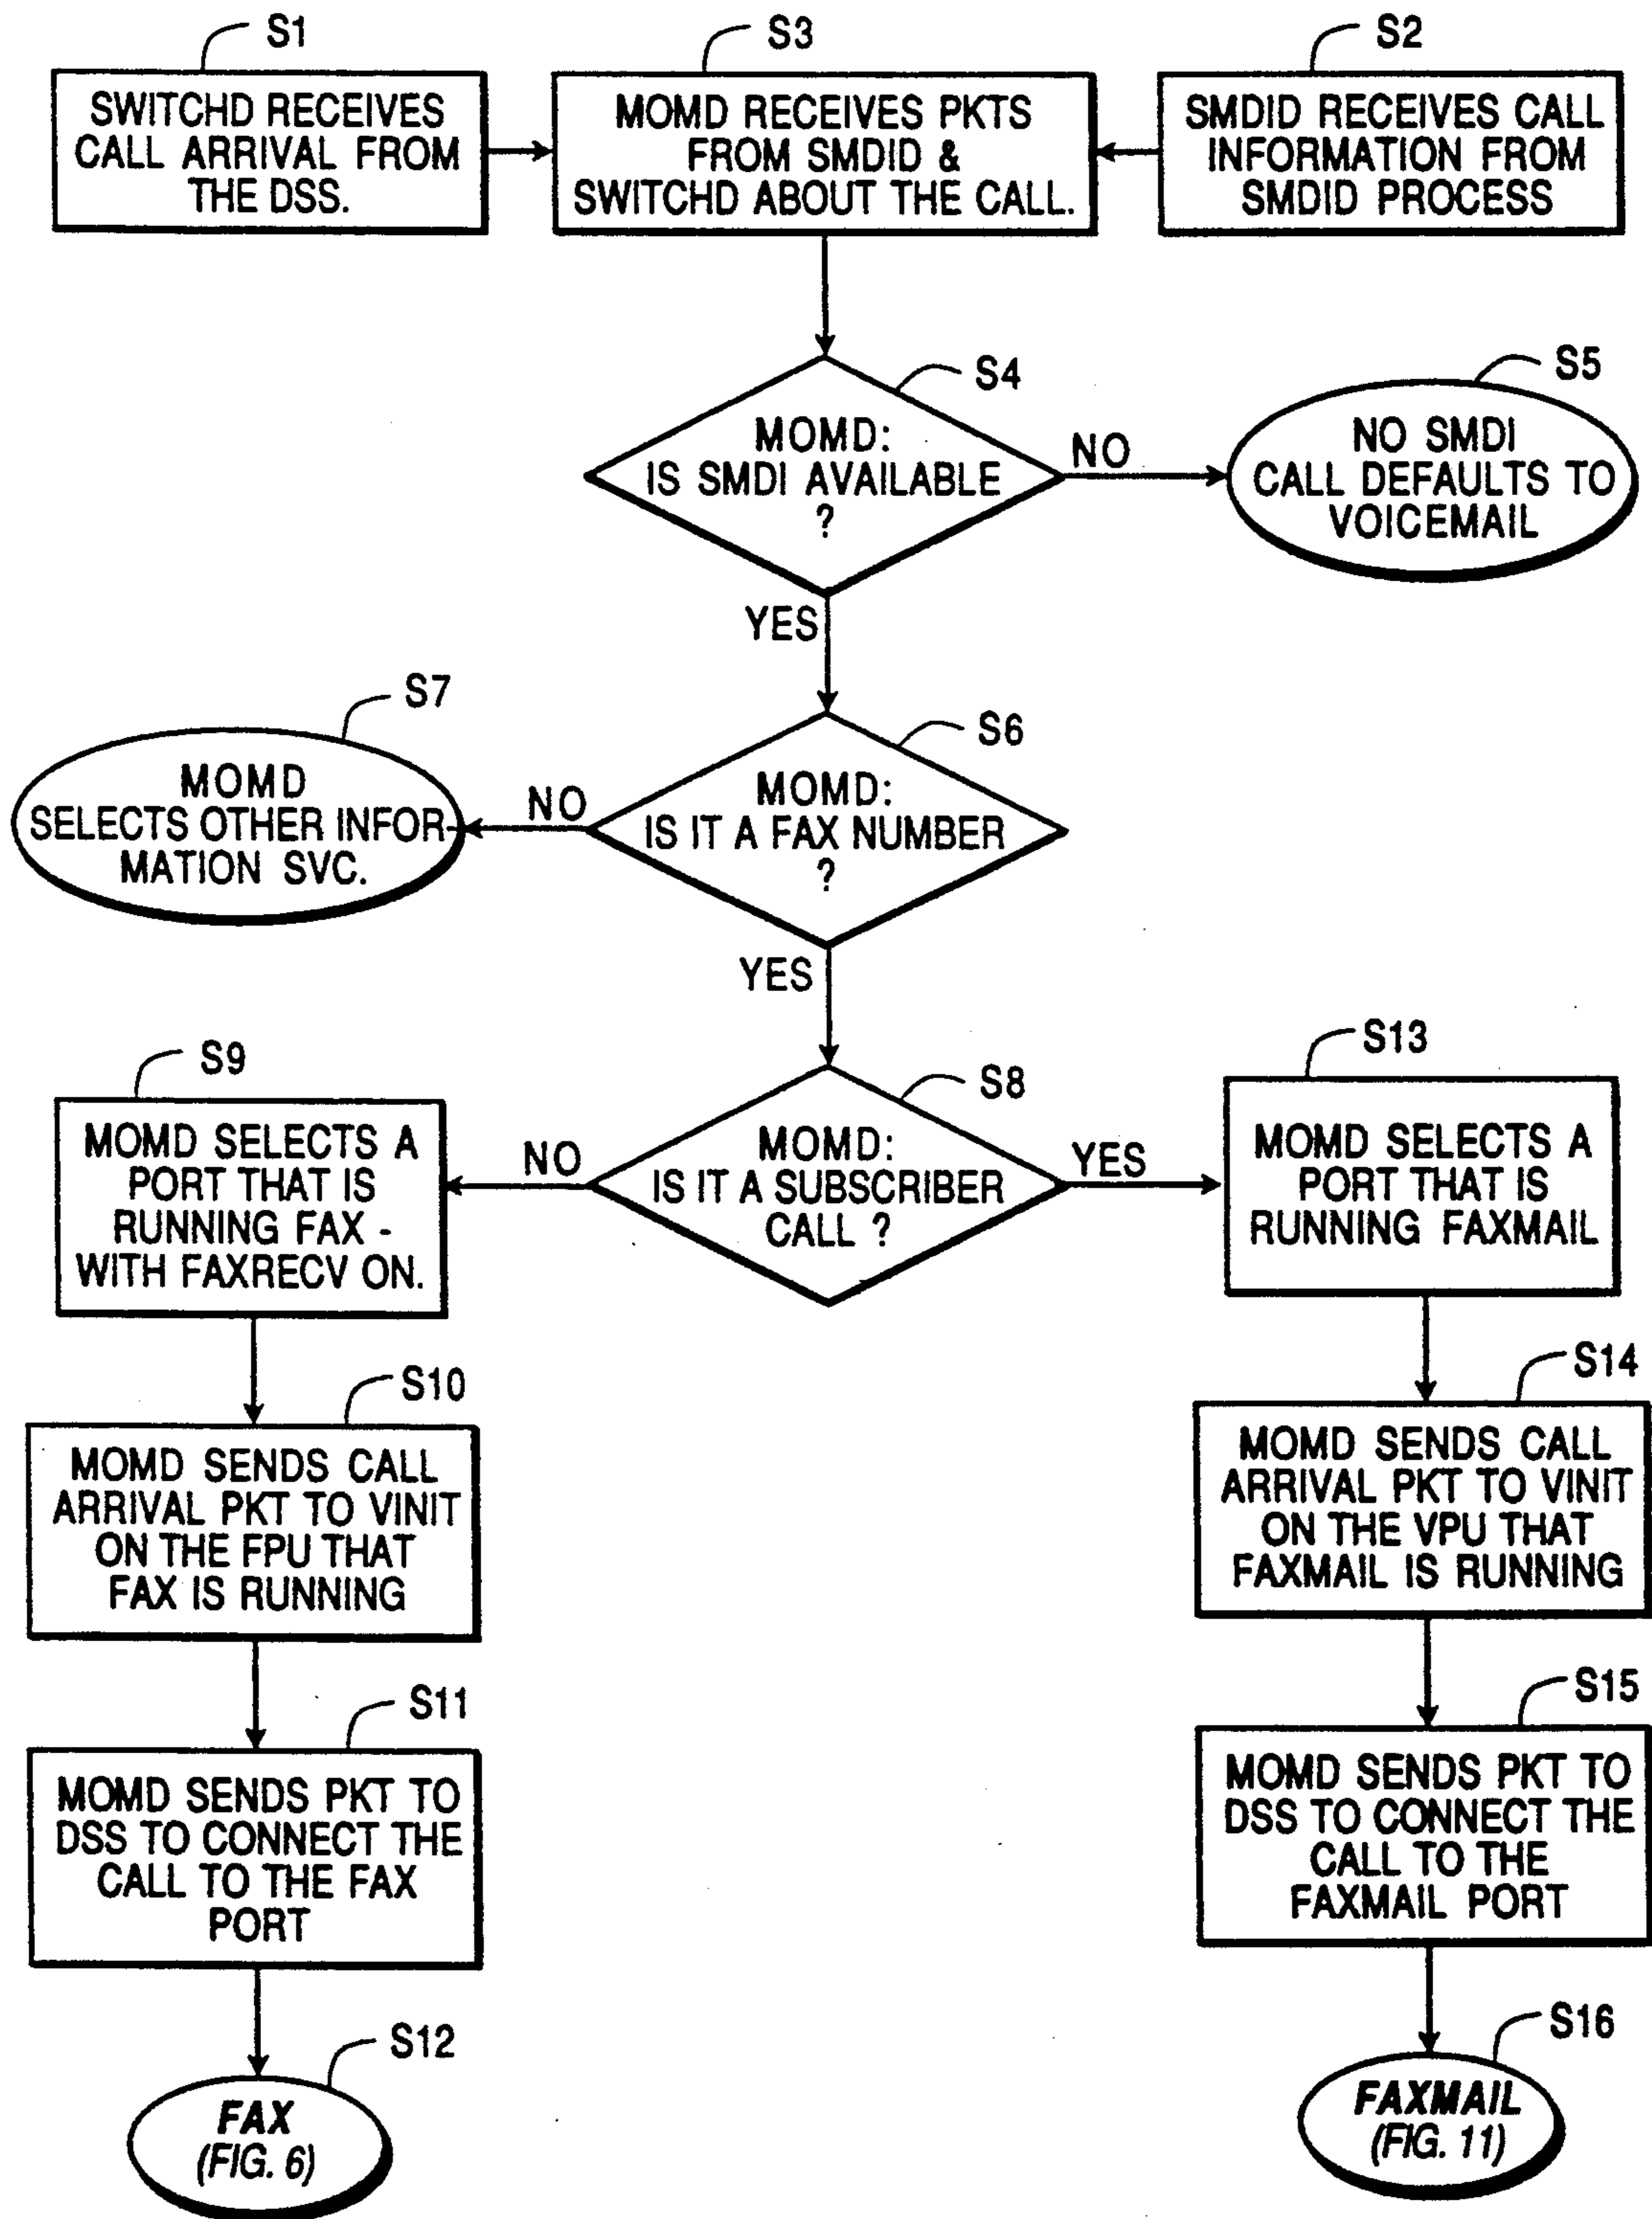 S1
SWITCHD RECEIVES
CALL ARRIVAL FROM
THE DSS.
S3
MOMD RECEIVES PKTS
FROM SMDID &
SWITCHD ABOUT THE CALL.
S2
SMDID RECEIVES CALL
INFORMATION FROM
SMDID PROCESS
S4
MOMD:
IS SMDI AVAILABLE
?
NO
S5
NO SMDI
CALL DEFAULTS TO
VOICEMAIL
YES
S7
MOMD
SELECTS OTHER INFOR-
MATION SVC.
NO
S6
MOMD:
IS IT A FAX NUMBER
?
YES
S9
MOMD SELECTS A
PORT THAT IS
RUNNING FAX -
WITH FAXRECV ON.
NO
S8
MOMD:
IS IT A SUBSCRIBER
CALL ?
YES
S13
MOMD SELECTS A
PORT THAT IS
RUNNING FAXMAIL
S10
MOMD SENDS CALL
ARRIVAL PKT TO VINIT
ON THE FPU THAT
FAX IS RUNNING
S14
MOMD SENDS CALL
ARRIVAL PKT TO VINIT
ON THE VPU THAT
FAXMAIL IS RUNNING
S11
MOMD SENDS PKT TO
DSS TO CONNECT THE
CALL TO THE FAX
PORT
S15
MOMD SENDS PKT TO
DSS TO CONNECT THE
CALL TO THE
FAXMAIL PORT
S12
FAX
(FIG. 6)
S16
FAXMAIL
(FIG. 11)